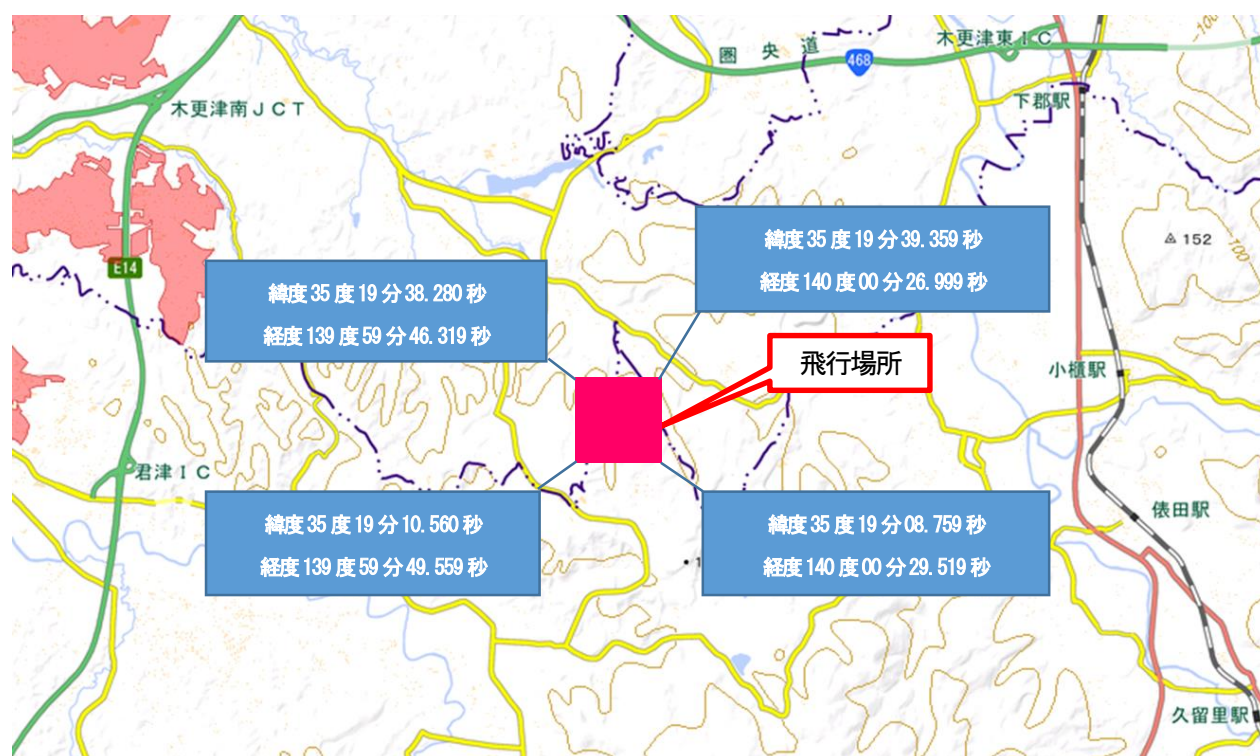 圏央道
468
木更津東IC
木更津南JCT
下郡駅
152
100
E14
緯度35度19分39.359秒
経度140度00分26.999秒
緯度35度19分38.280秒
経度139度59分46.319秒
飛行場所
小櫃駅
君津IC
緯度35度19分10.560秒
経度139度59分49.559秒
緯度35度19分08.759秒
経度140度00分29.519秒
俵田駅
久留里駅